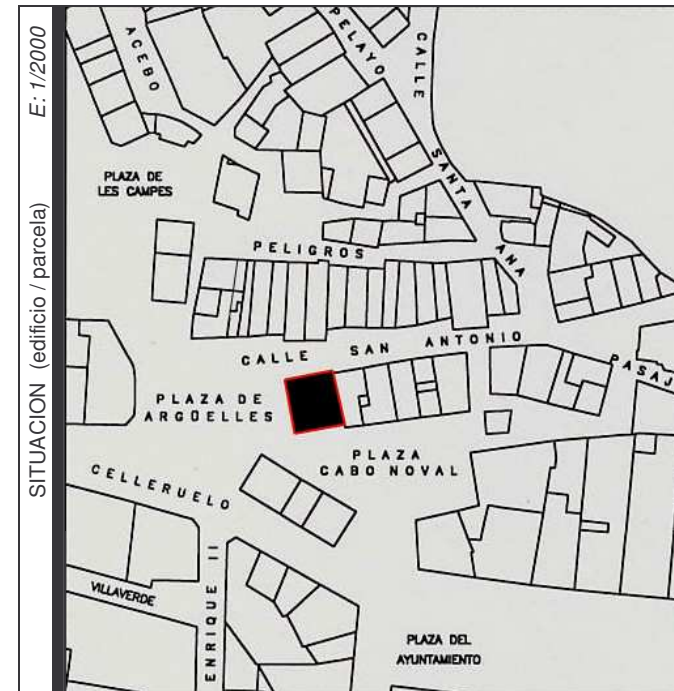 SITUACION (edificio / parcela) E: 1/2000
ACEBO
PELAYO
CALLE
PLAZA DE
LES CAMPES
SANTA ANA
PELIGROS
CALLE SAN ANTONIO
PASAJ
PLAZA DE
ARGÜELLES
PLAZA
CABO NOVAL
CELLERUELO
VILLAVERDE
ENRIQUE II
PLAZA DEL
AYUNTAMIENTO